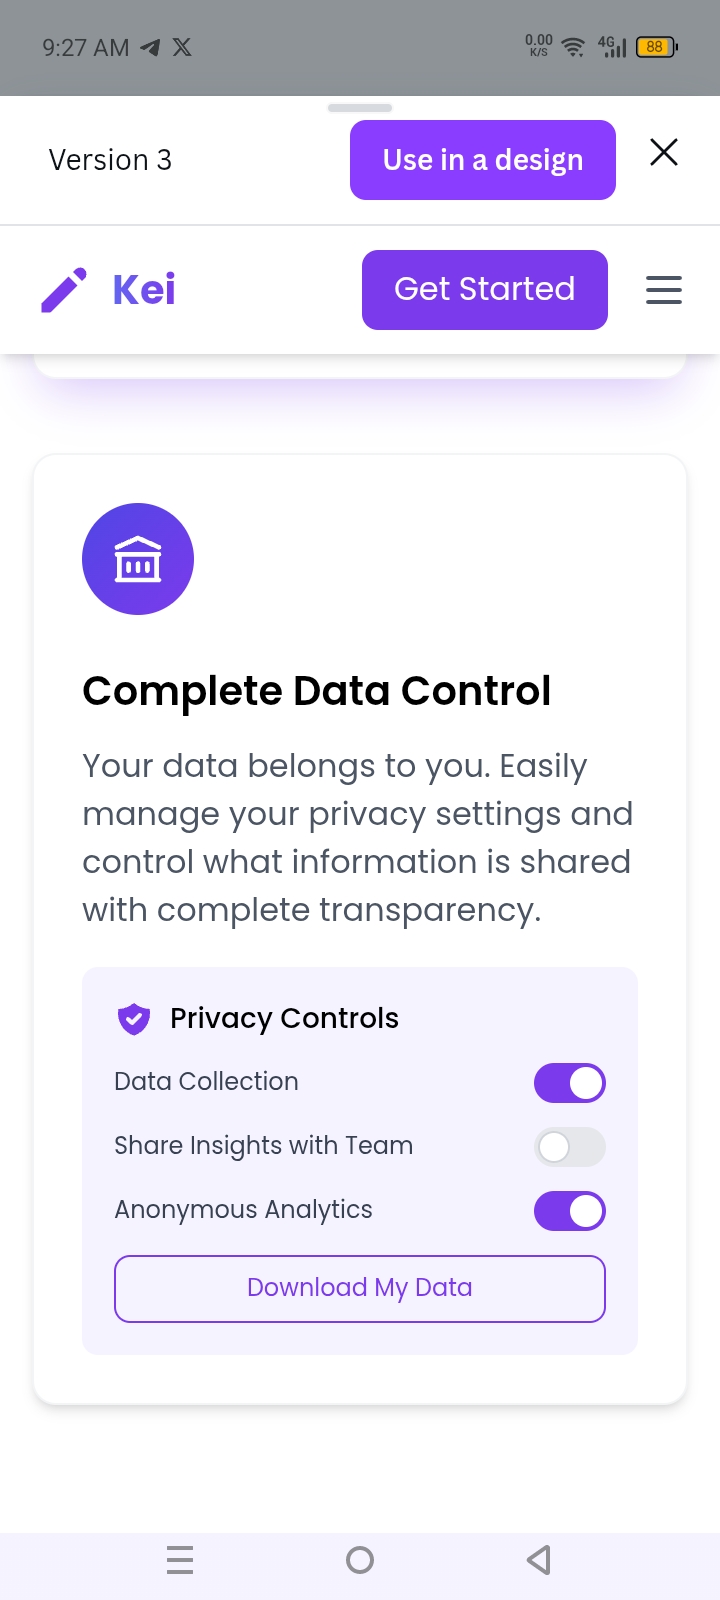 9:27 AM
0.00
K/S
4G
88
Version 3
Use in a design
Kei
Get Started
Complete Data Control
Your data belongs to you. Easily
manage your privacy settings and
control what information is shared
with complete transparency.
Privacy Controls
Data Collection
Share Insights with Team
Anonymous Analytics
Download My Data